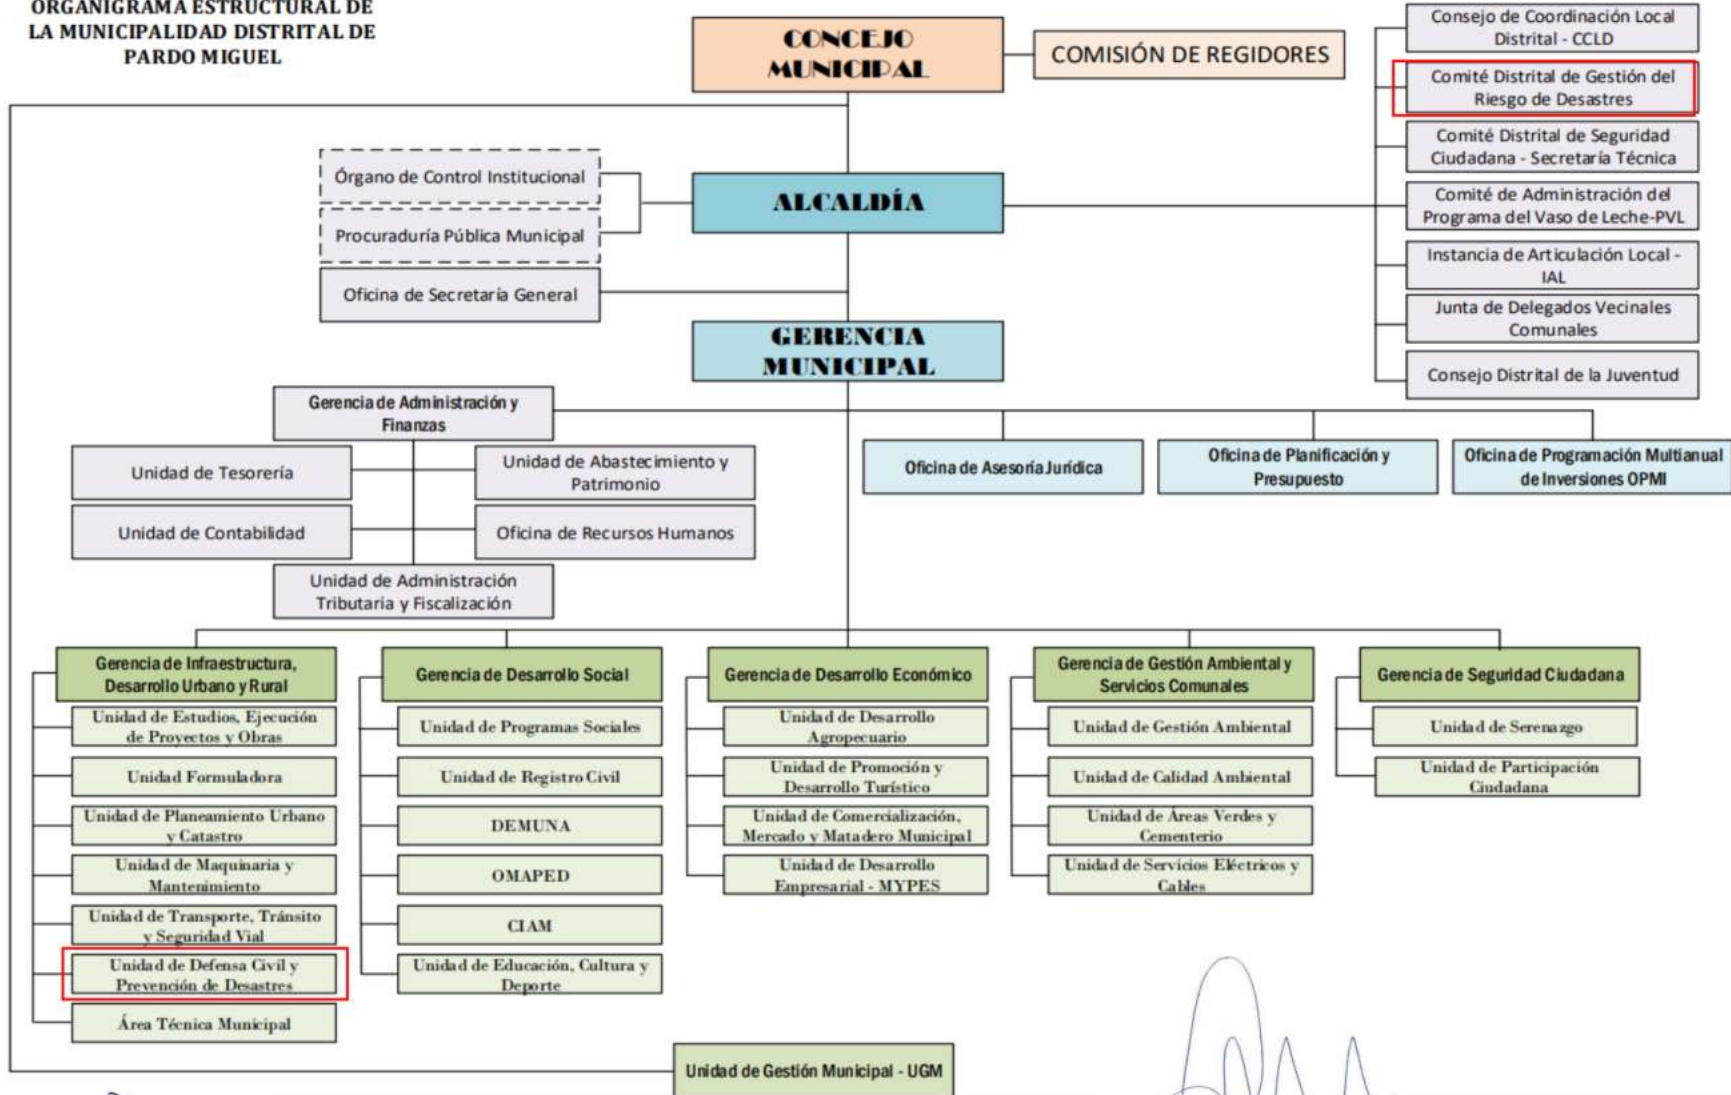 ORGANIGRAMA ESTRUCTURAL DE
LA MUNICIPALIDAD DISTRITAL DE
PARDO MIGUEL
CONCEJO
MUNICIPAL
COMISIÓN DE REGIDORES
Consejo de Coordinación Local
Distrital - CCLD
Comité Distrital de Gestión del
Riesgo de Desastres
Comité Distrital de Seguridad
Ciudadana - Secretaría Técnica
Comité de Administración del
Programa del Vaso de Leche-PVL
Instancia de Articulación Local -
IAL
Junta de Delegados Vecinales
Comunales
Consejo Distrital de la Juventud
Órgano de Control Institucional
Procuraduría Pública Municipal
Oficina de Secretaría General
ALCALDÍA
GERENCIA
MUNICIPAL
Gerencia de Administración y
Finanzas
Unidad de Tesorería
Unidad de Abastecimiento y
Patrimonio
Unidad de Contabilidad
Oficina de Recursos Humanos
Unidad de Administración
Tributaria y Fiscalización
Oficina de Asesoría Jurídica
Oficina de Planificación y
Presupuesto
Oficina de Programación Multianual
de Inversiones OPMI
Gerencia de Infraestructura,
Desarrollo Urbano y Rural
Unidad de Estudios, Ejecución
de Proyectos y Obras
Unidad Formuladora
Unidad de Planeamiento Urbano
y Catastro
Unidad de Maquinaria y
Mantenimiento
Unidad de Transporte, Tránsito
y Seguridad Vial
Unidad de Defensa Civil y
Prevención de Desastres
Área Técnica Municipal
Gerencia de Desarrollo Social
Unidad de Programas Sociales
Unidad de Registro Civil
DEMUNA
OMAPED
CIAM
Unidad de Educación, Cultura y
Deporte
Gerencia de Desarrollo Económico
Unidad de Desarrollo
Agropecuario
Unidad de Promoción y
Desarrollo Turístico
Unidad de Comercialización,
Mercado y Matadero Municipal
Unidad de Desarrollo
Empresarial - MYPES
Gerencia de Gestión Ambiental y
Servicios Comunales
Unidad de Gestión Ambiental
Unidad de Calidad Ambiental
Unidad de Áreas Verdes y
Cementerio
Unidad de Servicios Eléctricos y
Cables
Gerencia de Seguridad Ciudadana
Unidad de Serenazgo
Unidad de Participación
Ciudadana
Unidad de Gestión Municipal - UGM